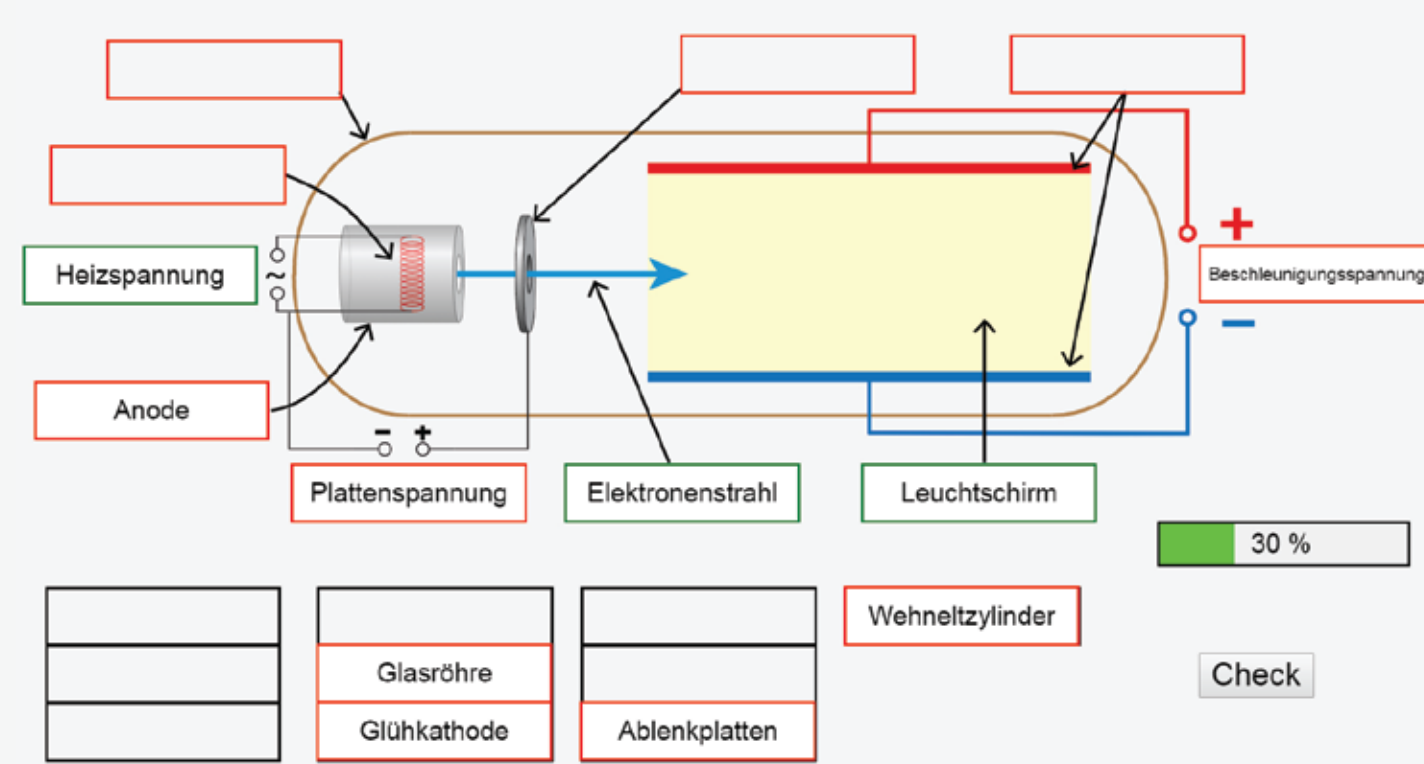 +
Heizspannung
~
Beschleunigungsspannung
−
Anode
− +
Plattenspannung
Elektronenstrahl
Leuchtschirm
30 %
Wehneltzylinder
Glasröhre
Check
Glühkathode
Ablenkplatten